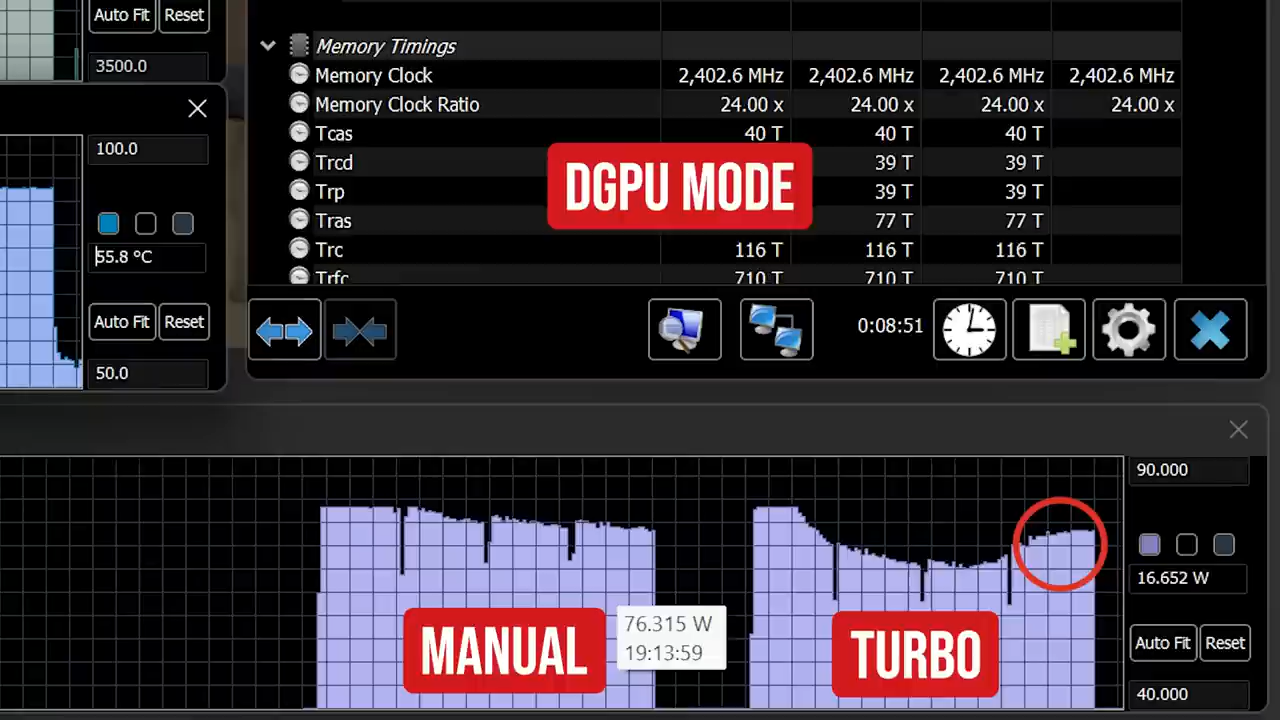 Auto Fit Reset
3500.0
Memory Timings
Memory Clock 2,402.6 MHz 2,402.6 MHz 2,402.6 MHz 2,402.6 MHz
Memory Clock Ratio 24.00 x 24.00 x 24.00 x 24.00 x
Tcas 40 T 40 T 40 T
Trcd 39 T 39 T
Trp 39 T 39 T
Tras 77 T 77 T
Trc 116 T 116 T 116 T
Trfc 710 T 710 T 710 T
DGPU MODE
100.0
55.8 °C
Auto Fit Reset
50.0
0:08:51
90.000
16.652 W
Auto Fit Reset
40.000
MANUAL
76.315 W
19:13:59
TURBO